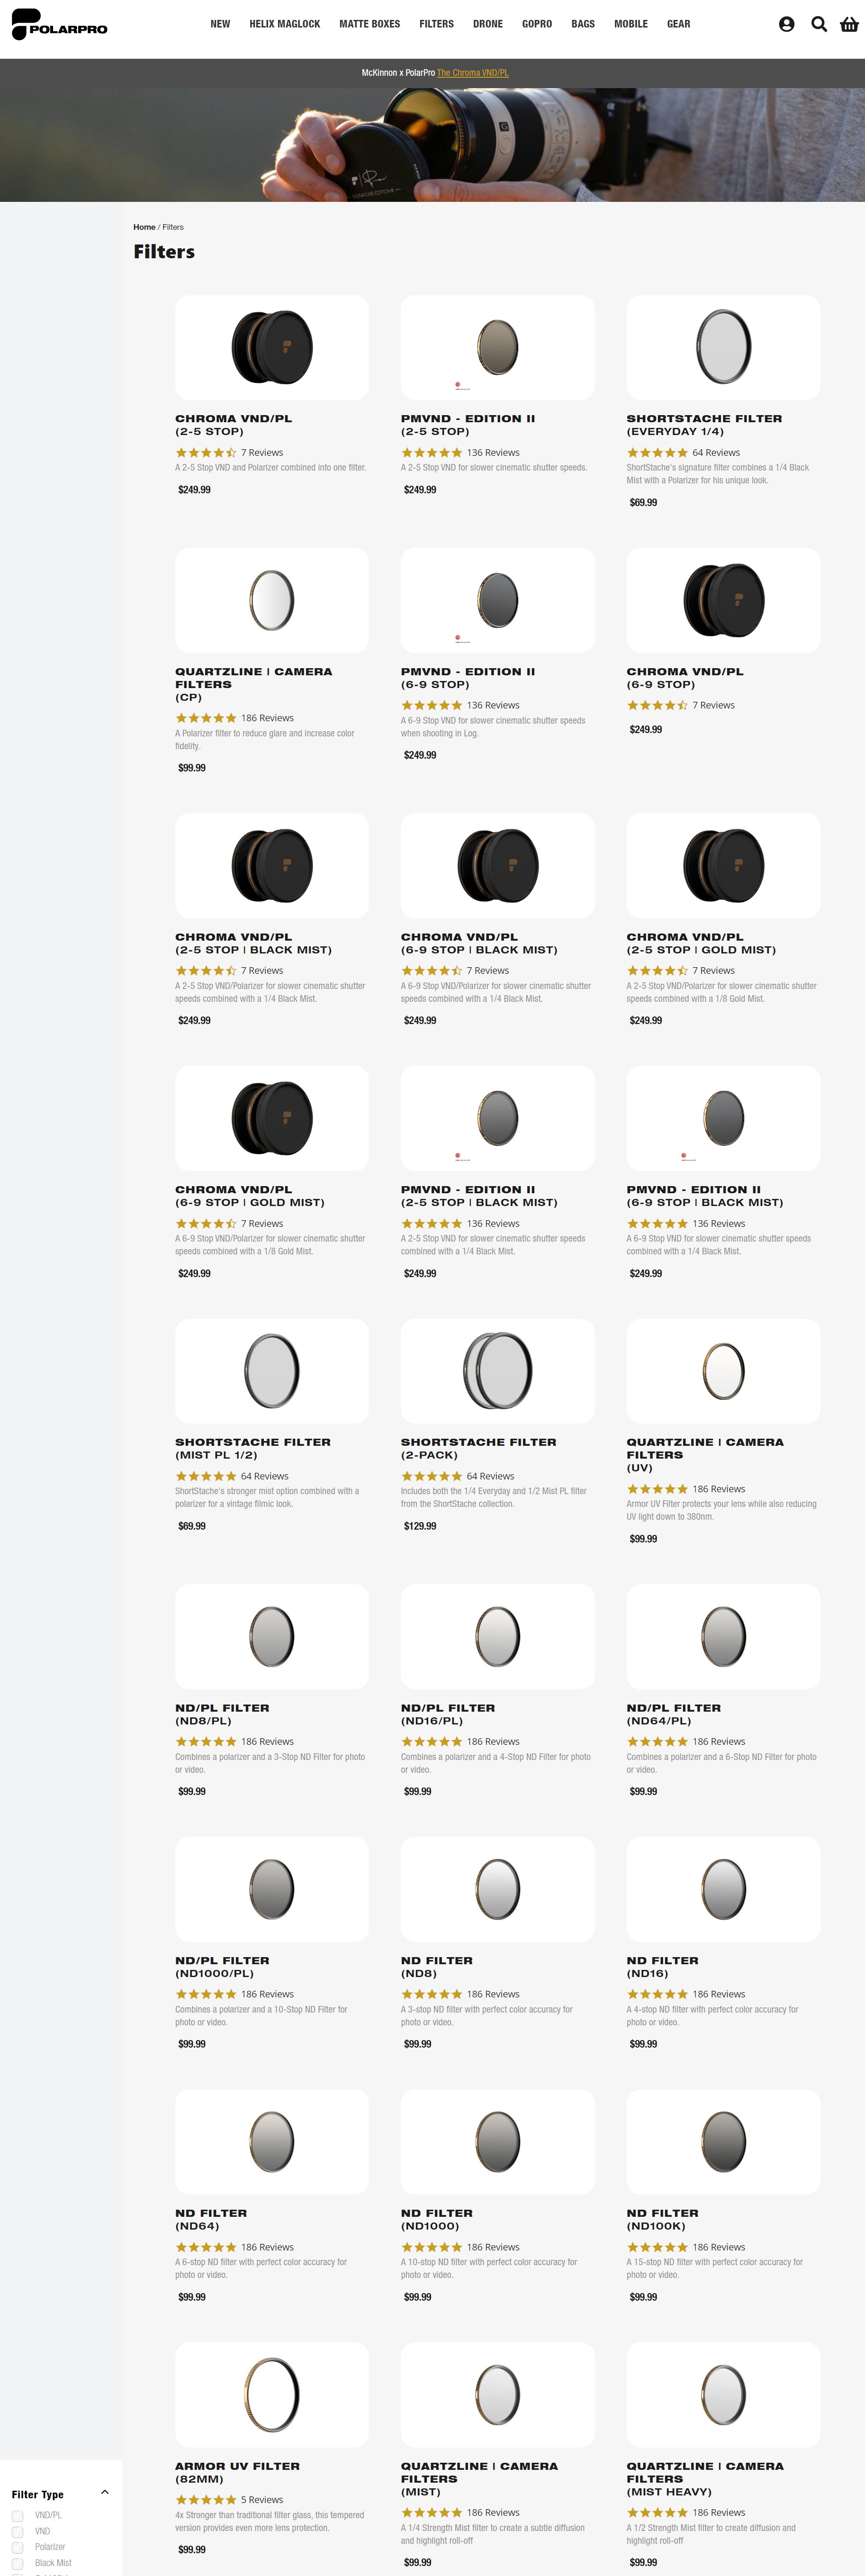 POLARPRO
NEW HELIX MAGLOCK MATTE BOXES FILTERS DRONE GOPRO BAGS MOBILE GEAR
McKinnon x PolarPro The Chroma VND/PL
Home / Filters
Filters
CHROMA VND/PL
(2-5 STOP)
7 Reviews
A 2-5 Stop VND and Polarizer combined into one filter.
$249.99
PMVND - EDITION II
(2-5 STOP)
136 Reviews
A 2-5 Stop VND for slower cinematic shutter speeds.
$249.99
SHORTSTACHE FILTER
(EVERYDAY 1/4)
64 Reviews
ShortStache's signature filter combines a 1/4 Black
Mist with a Polarizer for his unique look.
$69.99
QUARTZLINE | CAMERA
FILTERS
(CP)
186 Reviews
A Polarizer filter to reduce glare and increase color
fidelity.
$99.99
PMVND - EDITION II
(6-9 STOP)
136 Reviews
A 6-9 Stop VND for slower cinematic shutter speeds
when shooting in Log.
$249.99
CHROMA VND/PL
(6-9 STOP)
7 Reviews
$249.99
CHROMA VND/PL
(2-5 STOP | BLACK MIST)
7 Reviews
A 2-5 Stop VND/Polarizer for slower cinematic shutter
speeds combined with a 1/4 Black Mist.
$249.99
CHROMA VND/PL
(6-9 STOP | BLACK MIST)
7 Reviews
A 6-9 Stop VND/Polarizer for slower cinematic shutter
speeds combined with a 1/4 Black Mist.
$249.99
CHROMA VND/PL
(2-5 STOP | GOLD MIST)
7 Reviews
A 2-5 Stop VND/Polarizer for slower cinematic shutter
speeds combined with a 1/8 Gold Mist.
$249.99
CHROMA VND/PL
(6-9 STOP | GOLD MIST)
7 Reviews
A 6-9 Stop VND/Polarizer for slower cinematic shutter
speeds combined with a 1/8 Gold Mist.
$249.99
PMVND - EDITION II
(2-5 STOP | BLACK MIST)
136 Reviews
A 2-5 Stop VND for slower cinematic shutter speeds
combined with a 1/4 Black Mist.
$249.99
PMVND - EDITION II
(6-9 STOP | BLACK MIST)
136 Reviews
A 6-9 Stop VND for slower cinematic shutter speeds
combined with a 1/4 Black Mist.
$249.99
SHORTSTACHE FILTER
(MIST PL 1/2)
64 Reviews
ShortStache's stronger mist option combined with a
polarizer for a vintage filmic look.
$69.99
SHORTSTACHE FILTER
(2-PACK)
64 Reviews
Includes both the 1/4 Everyday and 1/2 Mist PL filter
from the ShortStache collection.
$129.99
QUARTZLINE | CAMERA
FILTERS
(UV)
186 Reviews
Armor UV Filter protects your lens while also reducing
UV light down to 380nm.
$99.99
ND/PL FILTER
(ND8/PL)
186 Reviews
Combines a polarizer and a 3-Stop ND Filter for photo
or video.
$99.99
ND/PL FILTER
(ND16/PL)
186 Reviews
Combines a polarizer and a 4-Stop ND Filter for photo
or video.
$99.99
ND/PL FILTER
(ND64/PL)
186 Reviews
Combines a polarizer and a 6-Stop ND Filter for photo
or video.
$99.99
ND/PL FILTER
(ND1000/PL)
186 Reviews
Combines a polarizer and a 10-Stop ND Filter for
photo or video.
$99.99
ND FILTER
(ND8)
186 Reviews
A 3-stop ND filter with perfect color accuracy for
photo or video.
$99.99
ND FILTER
(ND16)
186 Reviews
A 4-stop ND filter with perfect color accuracy for
photo or video.
$99.99
ND FILTER
(ND64)
186 Reviews
A 6-stop ND filter with perfect color accuracy for
photo or video.
$99.99
ND FILTER
(ND1000)
186 Reviews
A 10-stop ND filter with perfect color accuracy for
photo or video.
$99.99
ND FILTER
(ND100K)
186 Reviews
A 15-stop ND filter with perfect color accuracy for
photo or video.
$99.99
ARMOR UV FILTER
(82MM)
5 Reviews
4x Stronger than traditional filter glass, this tempered
version provides even more lens protection.
$99.99
QUARTZLINE | CAMERA
FILTERS
(MIST)
186 Reviews
A 1/4 Strength Mist filter to create a subtle diffusion
and highlight roll-off
$99.99
QUARTZLINE | CAMERA
FILTERS
(MIST HEAVY)
186 Reviews
A 1/2 Strength Mist filter to create diffusion and
highlight roll-off
$99.99
Filter Type
VND/PL
VND
Polarizer
Black Mist